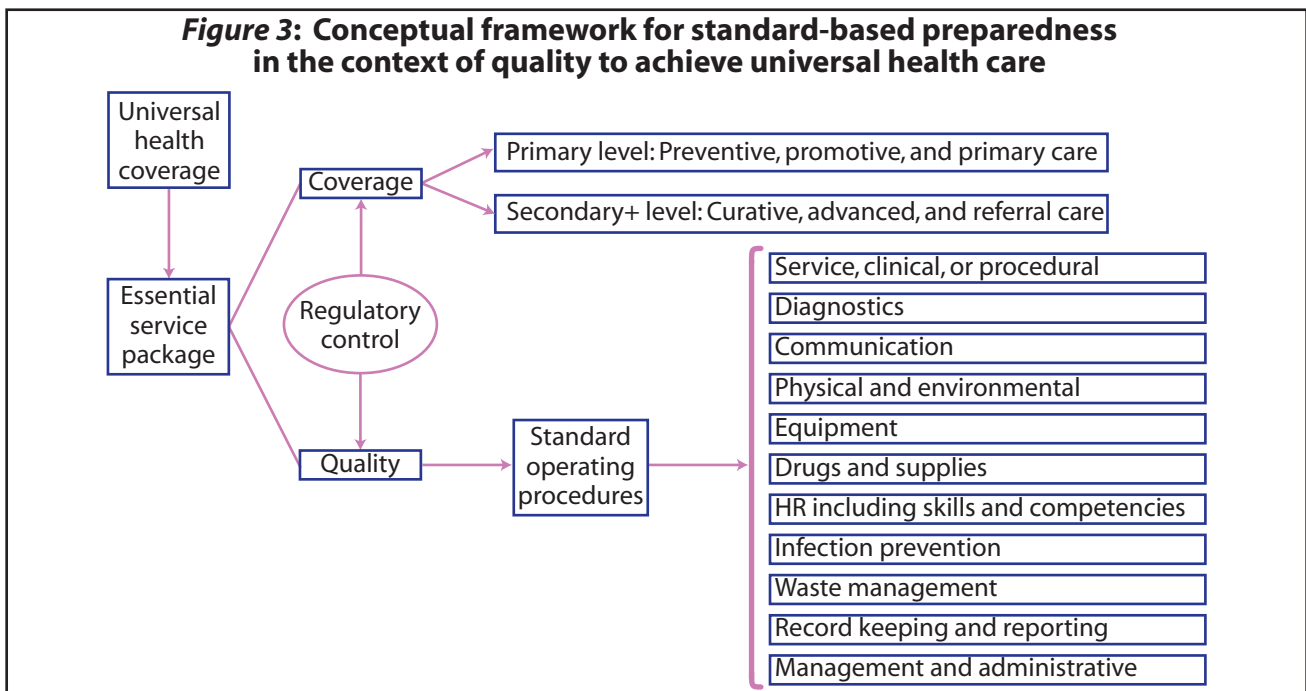 Figure 3: Conceptual framework for standard-based preparedness
in the context of quality to achieve universal health care
Universal
health
coverage
Essential
service
package
Coverage
Regulatory
control
Quality
Primary level: Preventive, promotive, and primary care
Secondary+ level: Curative, advanced, and referral care
Standard
operating
procedures
Service, clinical, or procedural
Diagnostics
Communication
Physical and environmental
Equipment
Drugs and supplies
HR including skills and competencies
Infection prevention
Waste management
Record keeping and reporting
Management and administrative